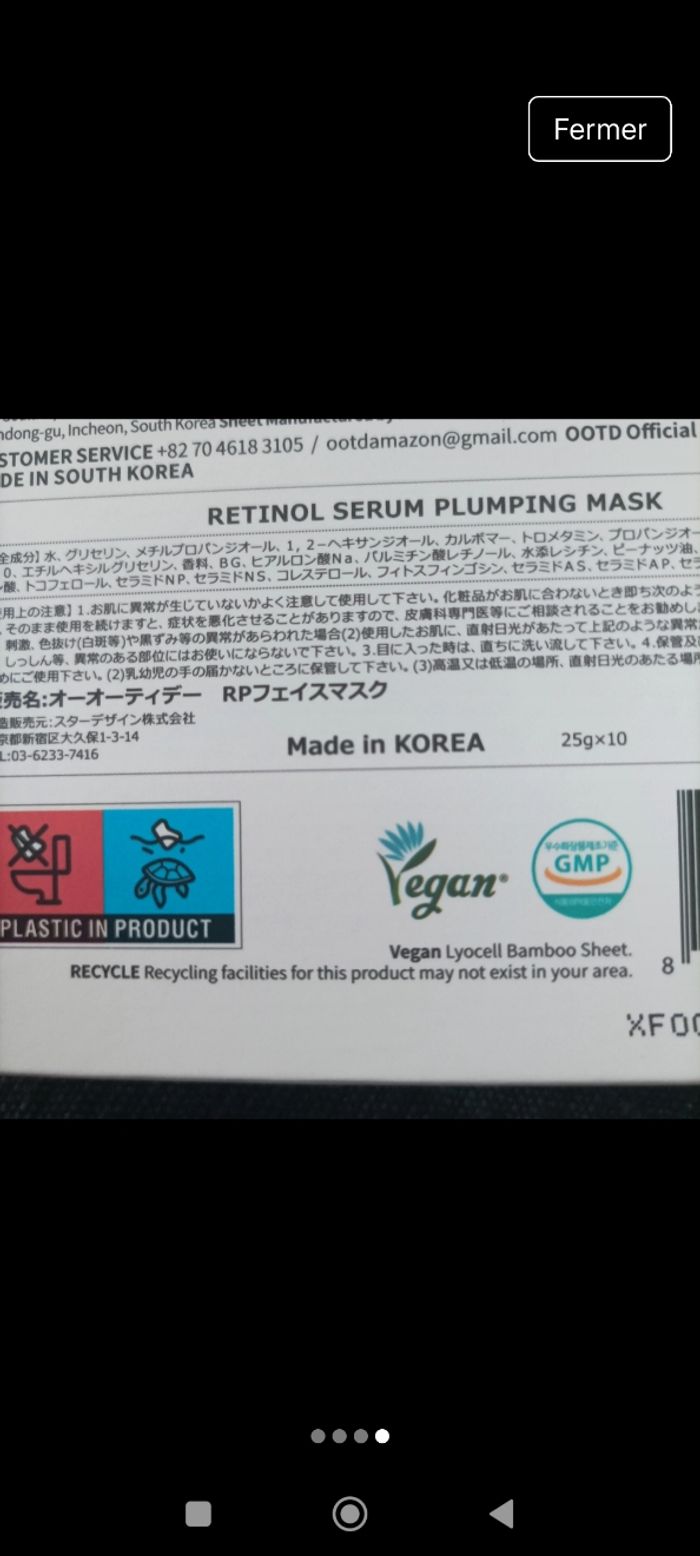 Fermer
ndong-gu, Incheon, South Korea Sheet
STOMER SERVICE +82 70 4618 3105 / ootdamazon@gmail.com OOTD Official
DE IN SOUTH KOREA
RETINOL SERUM PLUMPING MASK
全成分】水、グリセリン、メチルプロパンジオール、1, 2-ヘキサンジオール、カルボマー、トロメタミン、プロパンジオー
0、エチルヘキシルグリセリン、香料、BG、ヒアルロン酸Na、パルミチン酸レチノール、水添レシチン、ピーナッツ油、
酸、トコフェロール、セラミドNP、セラミドNS、コレステロール、フィトスフィンゴシン、セラミドAS、セラミドAP、セラ
用上の注意】1.お肌に異常が生じていないかよく注意して使用して下さい。化粧品がお肌に合わないとき即ち次のよう
、そのまま使用を続けますと、症状を悪化させることがありますので、皮膚科専門医等にご相談されることをお勧めし
刺激、色抜け(白斑等)や黒ずみ等の異常があらわれた場合(2)使用したお肌に、直射日光があたって上記のような異常
しっしん等、異常のある部位にはお使いにならないで下さい。3.目に入った時は、直ちに洗い流して下さい。4.保管及
めにご使用下さい。(2)乳幼児の手の届かないところに保管して下さい。(3)高温又は低温の場所、直射日光のあたる場所
売名:オーオーティデー RPフェイスマスク
造販売元:スターデザイン株式会社
京都新宿区大久保1-3-14
L:03-6233-7416
Made in KOREA
25g×10
PLASTIC IN PRODUCT
Vegan
우수화장품제조기준
GMP
Vegan Lyocell Bamboo Sheet.
RECYCLE Recycling facilities for this product may not exist in your area.
8
XF00